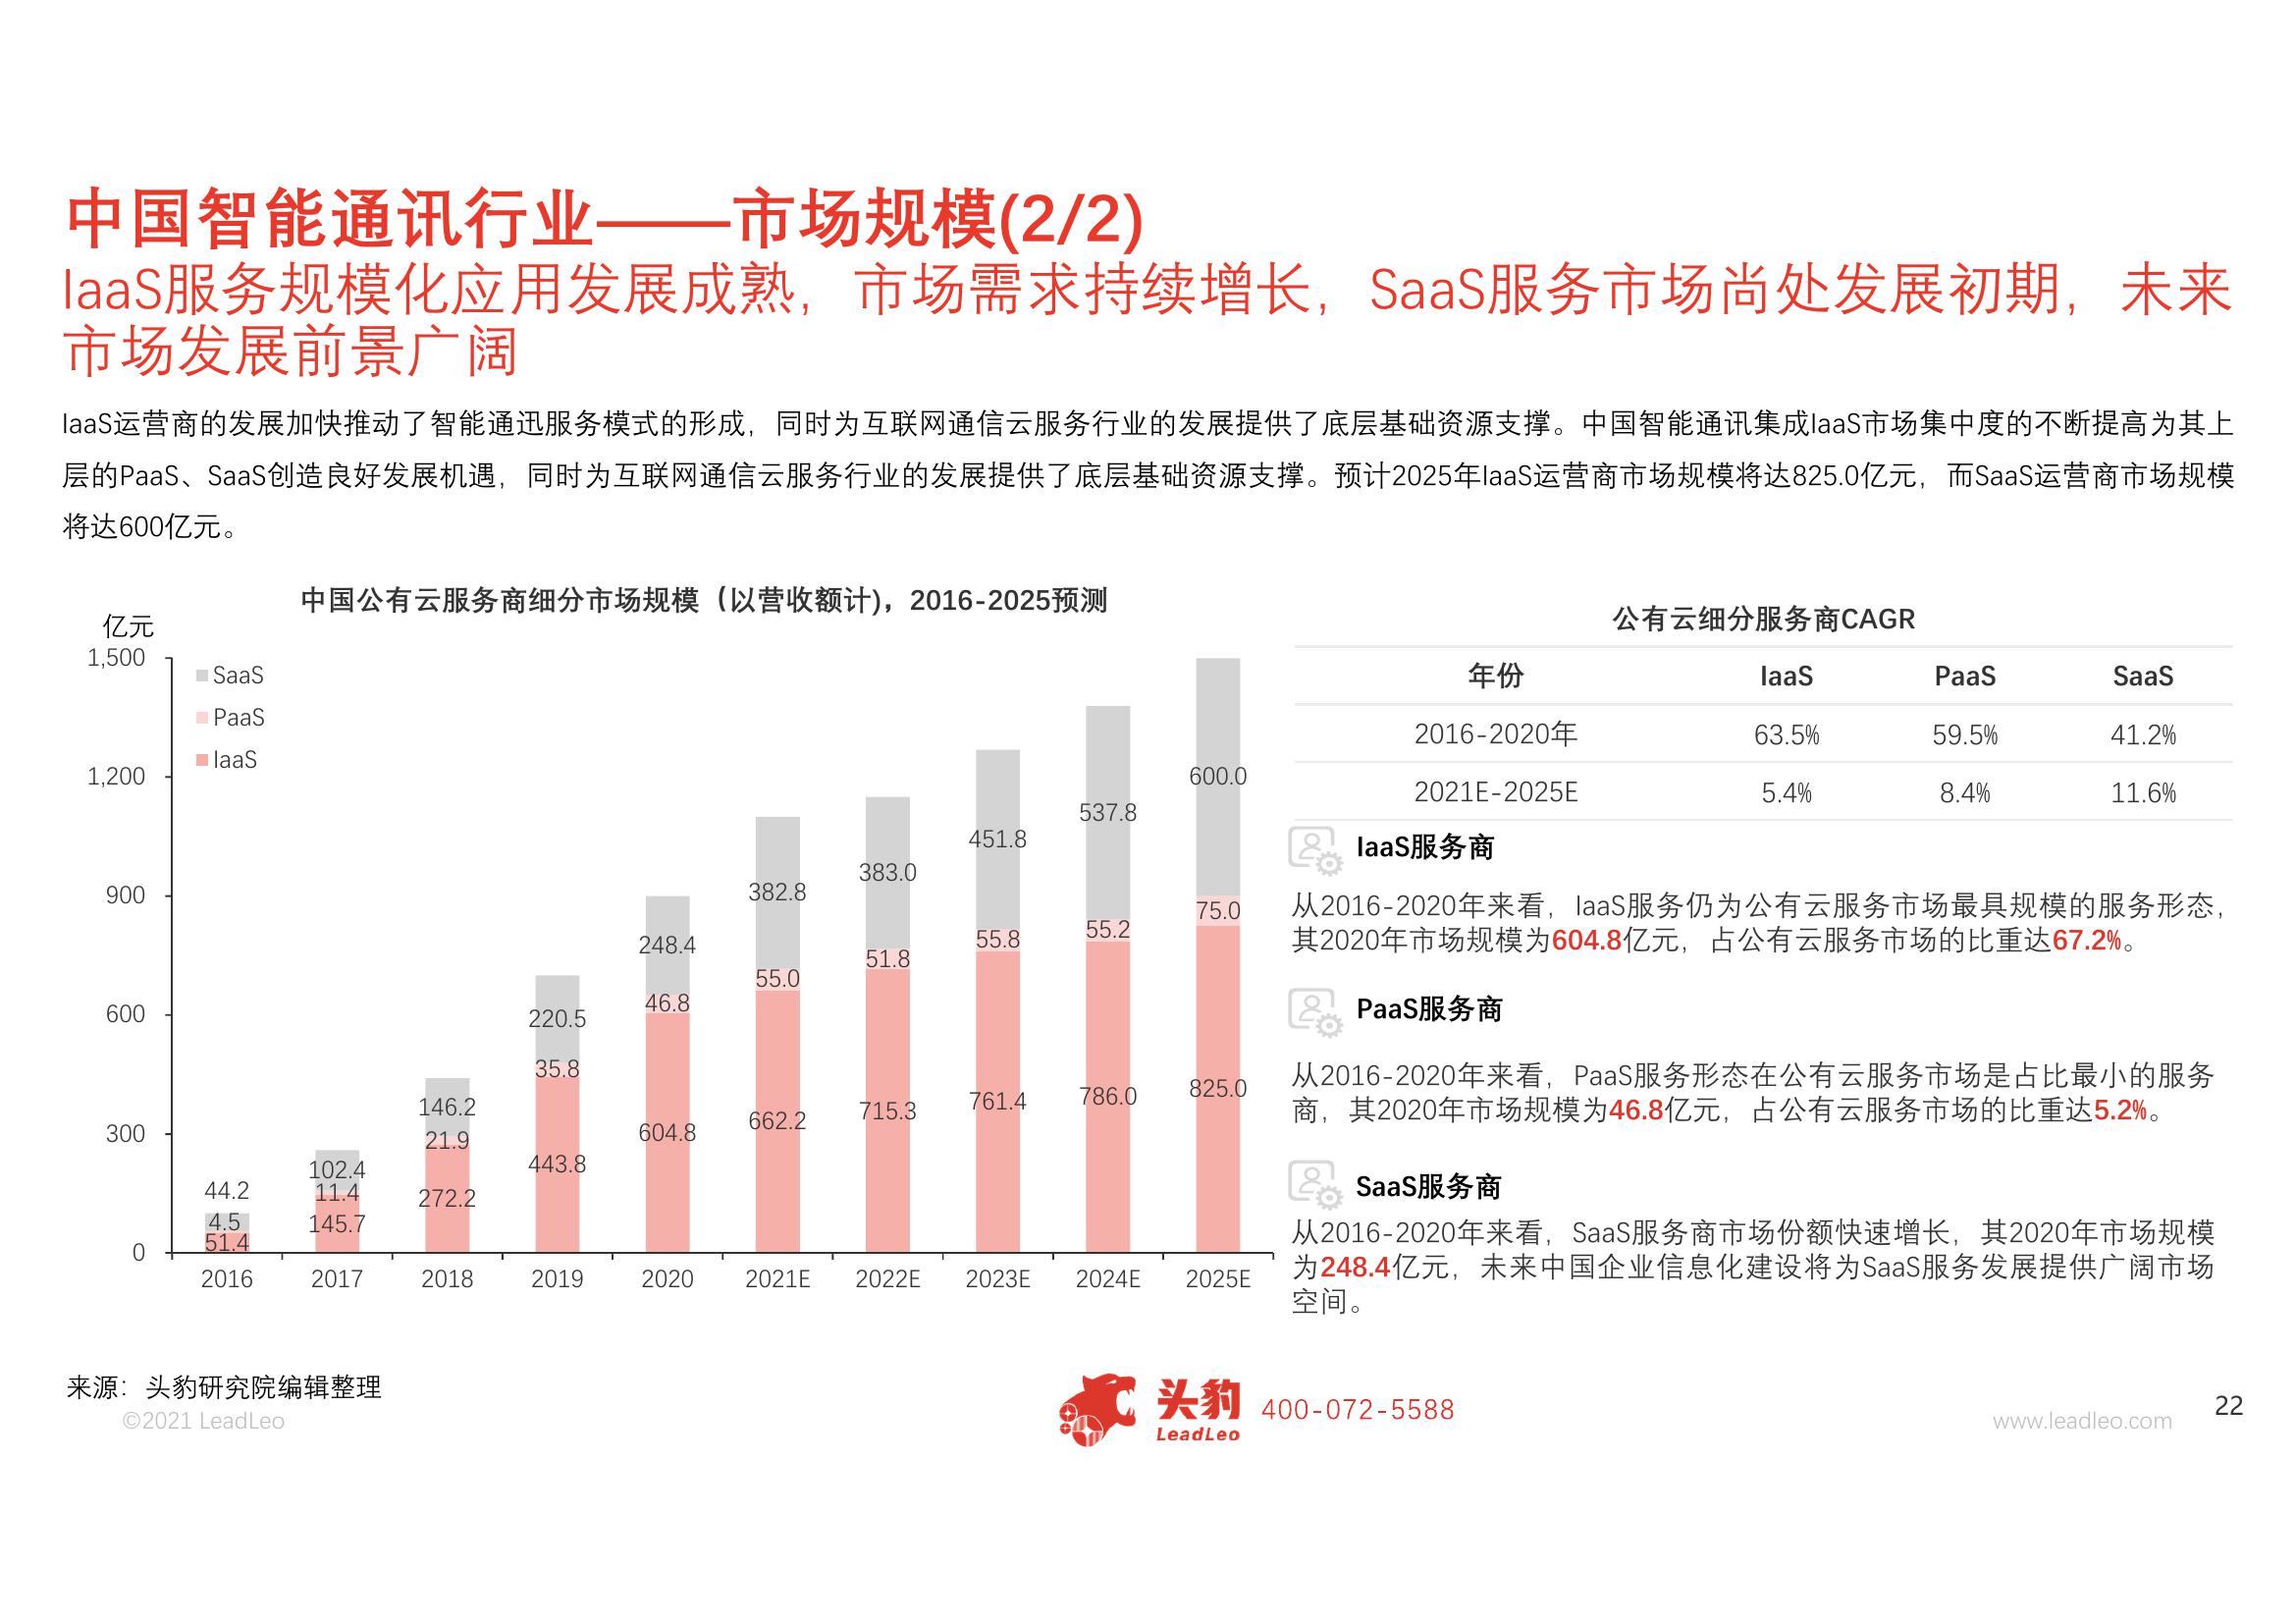 中国智能通讯行业——市场规模(2/2)
IaaS服务规模化应用发展成熟，市场需求持续增长，SaaS服务市场尚处发展初期，未来
市场发展前景广阔
IaaS运营商的发展加快推动了智能通迅服务模式的形成，同时为互联网通信云服务行业的发展提供了底层基础资源支撑。中国智能通讯集成IaaS市场集中度的不断提高为其上
层的PaaS、SaaS创造良好发展机遇，同时为互联网通信云服务行业的发展提供了底层基础资源支撑。预计2025年IaaS运营商市场规模将达825.0亿元，而SaaS运营商市场规模
将达600亿元。
中国公有云服务商细分市场规模（以营收额计)，2016-2025预测
亿元
1,500
1,200
900
600
300
0
SaaS
PaaS
IaaS
44.2
4.5
51.4
102.4
11.4
145.7
146.2
21.9
272.2
220.5
35.8
443.8
248.4
46.8
604.8
382.8
55.0
662.2
383.0
51.8
715.3
451.8
55.8
761.4
537.8
55.2
786.0
600.0
75.0
825.0
2016 2017 2018 2019 2020 2021E 2022E 2023E 2024E 2025E
公有云细分服务商CAGR
年份 IaaS PaaS SaaS
2016-2020年 63.5% 59.5% 41.2%
2021E-2025E 5.4% 8.4% 11.6%
IaaS服务商
从2016-2020年来看，IaaS服务仍为公有云服务市场最具规模的服务形态，
其2020年市场规模为604.8亿元，占公有云服务市场的比重达67.2%。
PaaS服务商
从2016-2020年来看，PaaS服务形态在公有云服务市场是占比最小的服务
商，其2020年市场规模为46.8亿元，占公有云服务市场的比重达5.2%。
SaaS服务商
从2016-2020年来看，SaaS服务商市场份额快速增长，其2020年市场规模
为248.4亿元，未来中国企业信息化建设将为SaaS服务发展提供广阔市场
空间。
来源：头豹研究院编辑整理
©2021 LeadLeo
头豹
LeadLeo
400-072-5588
www.leadleo.com
22